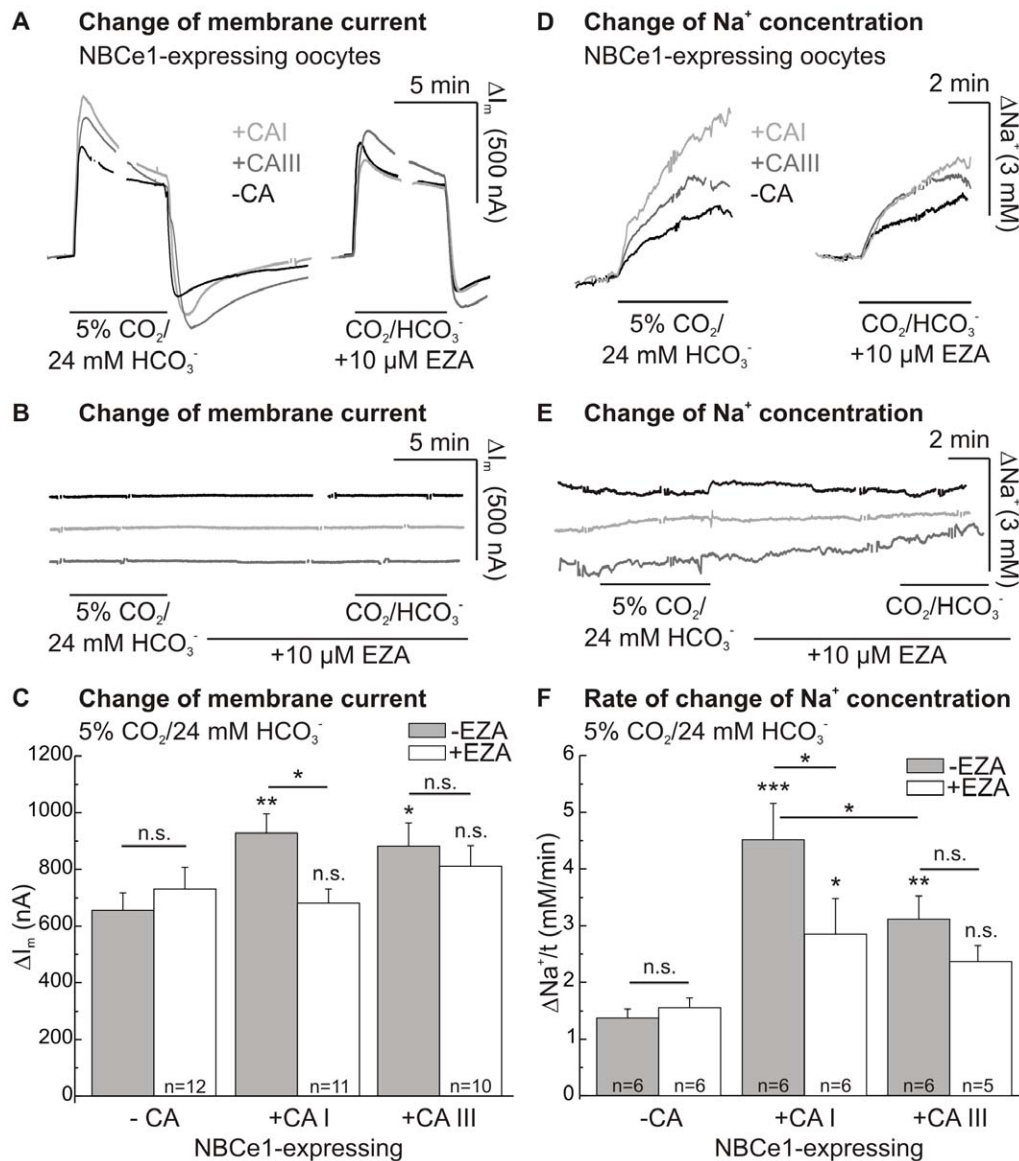 A Change of membrane current
NBCe1-expressing oocytes
5 min
ΔIₘ (500 nA)
+CAI
+CAIII
-CA
5% CO₂/
24 mM HCO₃⁻
CO₂/HCO₃⁻
+10 µM EZA
B Change of membrane current
5 min
ΔIₘ (500 nA)
5% CO₂/
24 mM HCO₃⁻
CO₂/HCO₃⁻
+10 µM EZA
C Change of membrane current
5% CO₂/24 mM HCO₃⁻
-EZA
+EZA
ΔIₘ (nA)
1200
1000
800
600
400
200
0
n.s.
**
*
n.s.
*
n.s.
n.s.
n=12
n=11
n=10
- CA
+CA I
+CA III
NBCe1-expressing
D Change of Na⁺ concentration
NBCe1-expressing oocytes
2 min
ΔNa⁺ (3 mM)
+CAI
+CAIII
-CA
5% CO₂/
24 mM HCO₃⁻
CO₂/HCO₃⁻
+10 µM EZA
E Change of Na⁺ concentration
2 min
ΔNa⁺ (3 mM)
5% CO₂/
24 mM HCO₃⁻
CO₂/HCO₃⁻
+10 µM EZA
F Rate of change of Na⁺ concentration
5% CO₂/24 mM HCO₃⁻
-EZA
+EZA
ΔNa⁺/t (mM/min)
6
5
4
3
2
1
0
n.s.
*
***
*
*
**
n.s.
n.s.
n=6
n=6
n=6
n=6
n=6
n=5
-CA
+CA I
+CA III
NBCe1-expressing